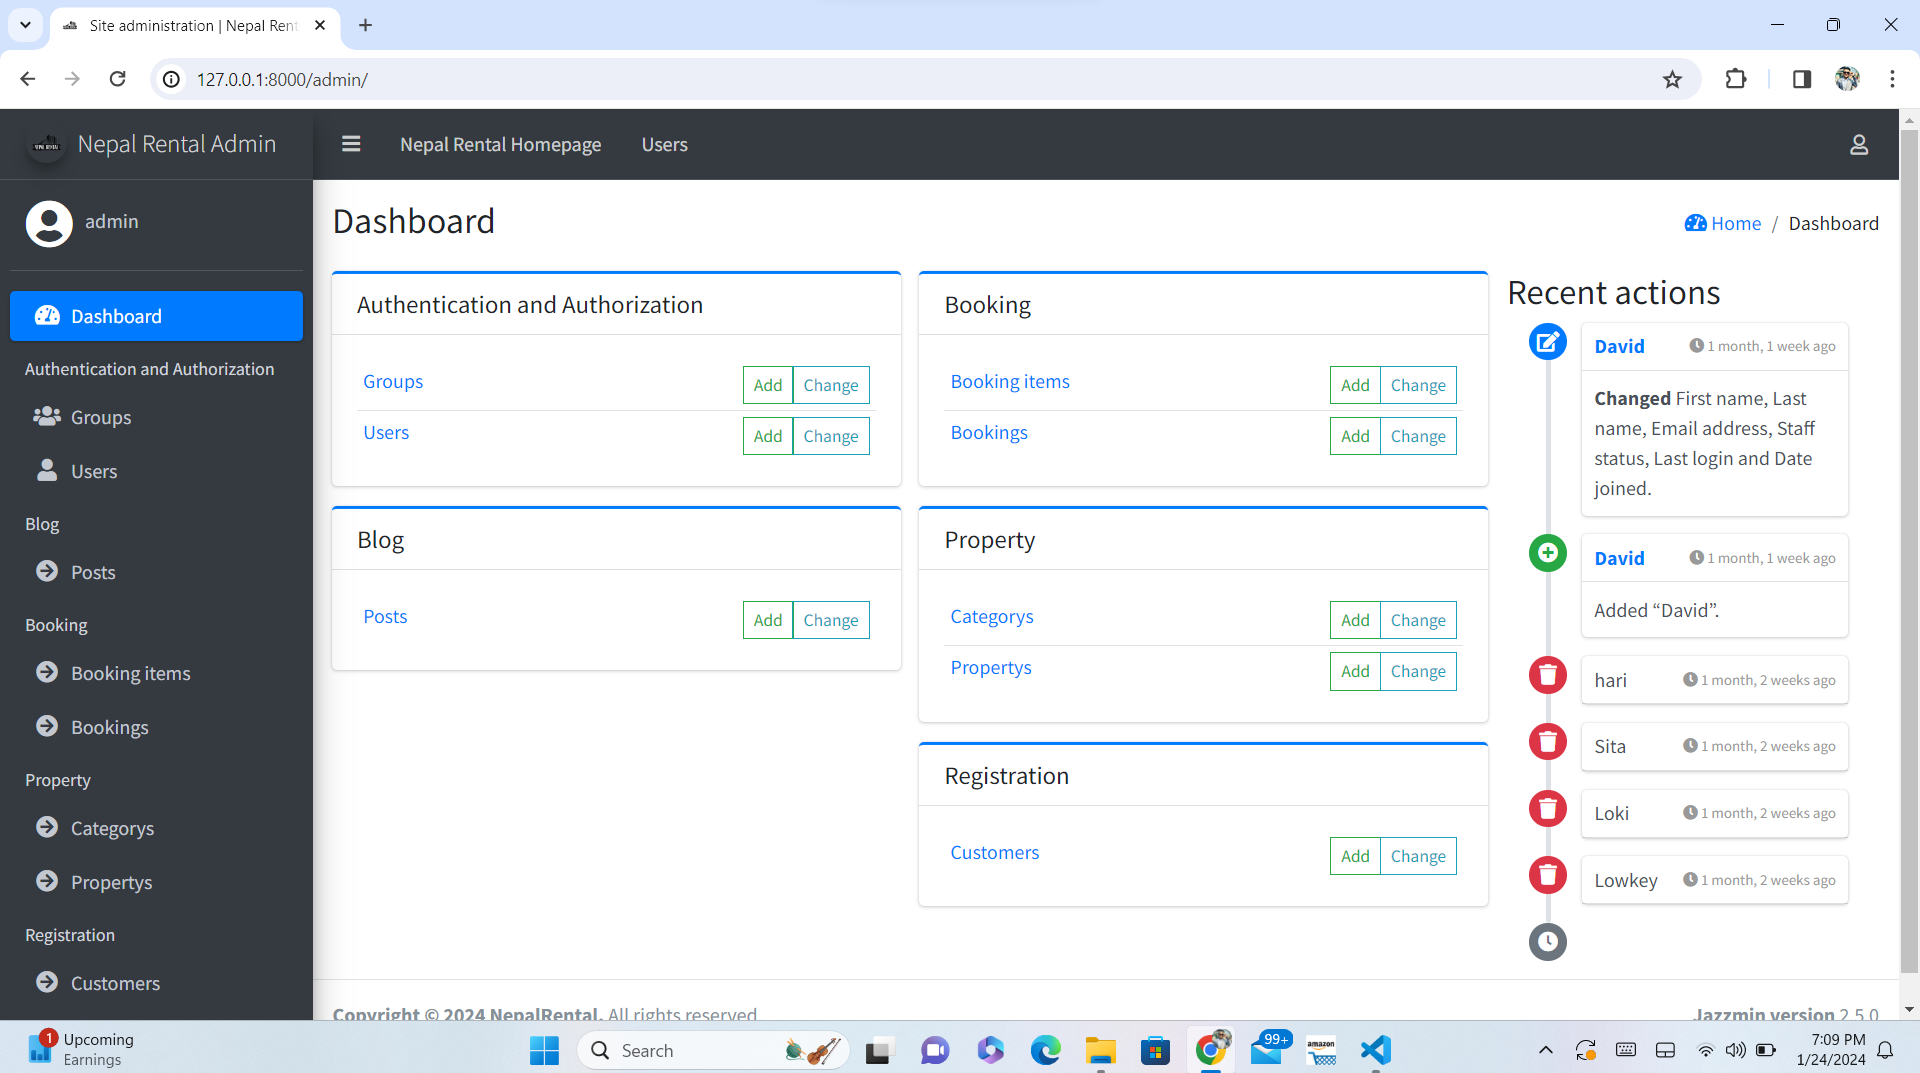 Site administration | Nepal Rent
127.0.0.1:8000/admin/
Nepal Rental Admin
Nepal Rental Homepage
Users
admin
Dashboard
Authentication and Authorization
Groups
Users
Blog
Posts
Booking
Booking items
Bookings
Property
Categorys
Propertys
Registration
Customers
Dashboard
Home / Dashboard
Authentication and Authorization
Groups Add Change
Users Add Change
Blog
Posts Add Change
Booking
Booking items Add Change
Bookings Add Change
Property
Categorys Add Change
Propertys Add Change
Registration
Customers Add Change
Recent actions
David 1 month, 1 week ago
Changed First name, Last
name, Email address, Staff
status, Last login and Date
joined.
David 1 month, 1 week ago
Added “David”.
hari 1 month, 2 weeks ago
Sita 1 month, 2 weeks ago
Loki 1 month, 2 weeks ago
Lowkey 1 month, 2 weeks ago
Copyright © 2024 NepalRental. All rights reserved
Jazzmin version 2.5.0
1
Upcoming
Earnings
Search
99+
amazon
7:09 PM
1/24/2024